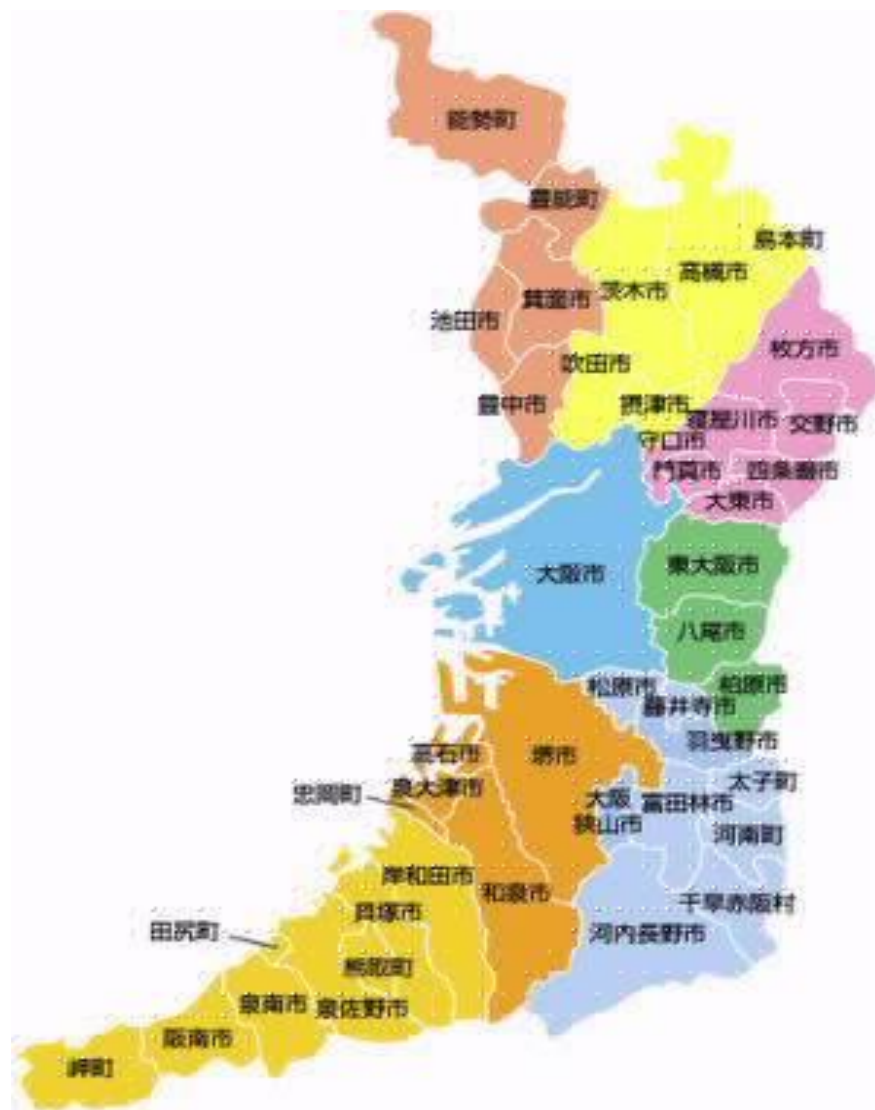 能勢町
豊能町
島本町
高槻市
茨木市
箕面市
池田市
枚方市
吹田市
豊中市
摂津市
寝屋川市
交野市
守口市
門真市
四条畷市
大東市
東大阪市
大阪市
八尾市
松原市
柏原市
藤井寺市
羽曳野市
高石市
堺市
泉大津市
太子町
忠岡町
大阪
狭山市
富田林市
河南町
岸和田市
和泉市
千早赤阪村
貝塚市
田尻町
河内長野市
熊取町
泉南市
泉佐野市
阪南市
岬町